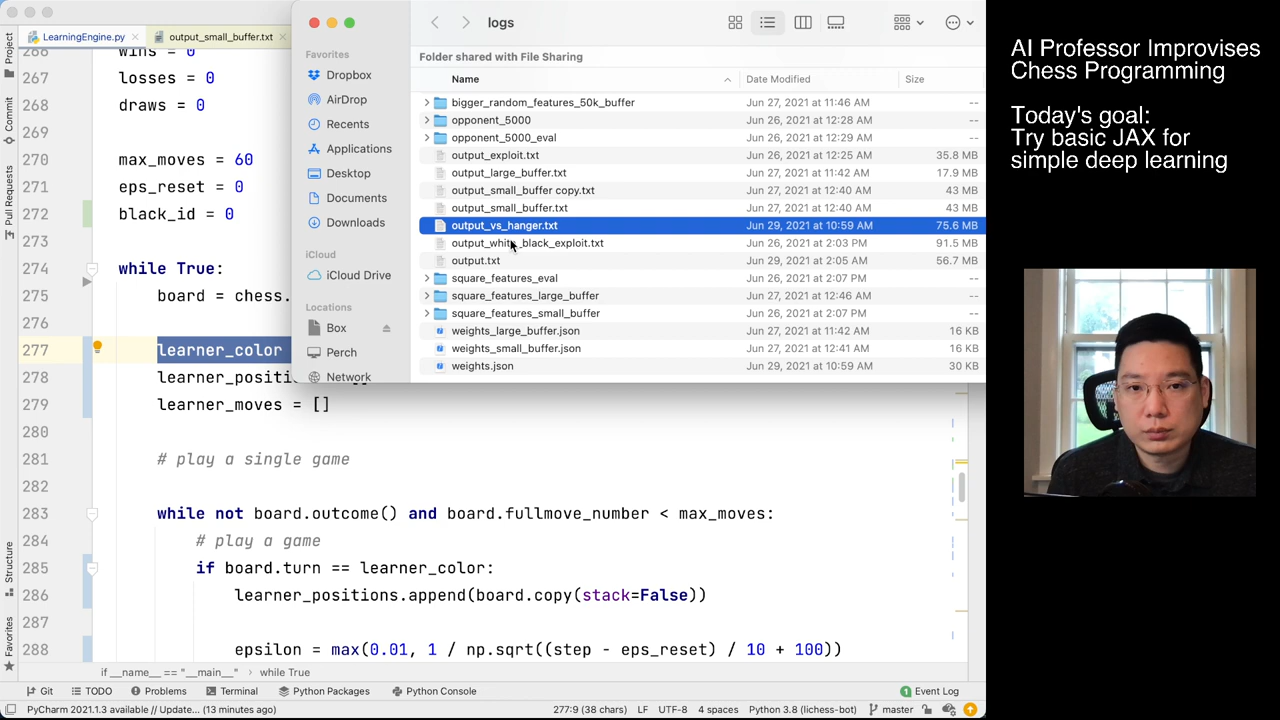 LearningEngine.py
output_small_buffer.txt
logs
Favorites
Dropbox
AirDrop
Recents
Applications
Desktop
Documents
Downloads
iCloud
iCloud Drive
Locations
Box
Perch
Network
Folder shared with File Sharing
Name Date Modified Size
bigger_random_features_50k_buffer Jun 27, 2021 at 11:46 AM --
opponent_5000 Jun 26, 2021 at 12:28 AM --
opponent_5000_eval Jun 26, 2021 at 12:29 AM --
output_exploit.txt Jun 26, 2021 at 12:25 AM 35.8 MB
output_large_buffer.txt Jun 27, 2021 at 11:42 AM 17.9 MB
output_small_buffer copy.txt Jun 27, 2021 at 12:40 AM 43 MB
output_small_buffer.txt Jun 27, 2021 at 12:40 AM 43 MB
output_vs_hanger.txt Jun 29, 2021 at 10:59 AM 75.6 MB
output_white_black_exploit.txt Jun 26, 2021 at 2:03 PM 91.5 MB
output.txt Jun 29, 2021 at 2:05 AM 56.7 MB
square_features_eval Jun 26, 2021 at 2:07 PM --
square_features_large_buffer Jun 27, 2021 at 12:46 AM --
square_features_small_buffer Jun 26, 2021 at 2:07 PM --
weights_large_buffer.json Jun 27, 2021 at 11:42 AM 16 KB
weights_small_buffer.json Jun 27, 2021 at 12:41 AM 16 KB
weights.json Jun 29, 2021 at 10:59 AM 30 KB
Project
Commit
Pull Requests
Structure
Favorites
266 wins = 0
267 losses = 0
268 draws = 0
269
270 max_moves = 60
271 eps_reset = 0
272 black_id = 0
273
274 while True:
275 board = chess.
276
277 learner_color
278 learner_positi
279 learner_moves = []
280
281 # play a single game
282
283 while not board.outcome() and board.fullmove_number < max_moves:
284 # play a game
285 if board.turn == learner_color:
286 learner_positions.append(board.copy(stack=False))
287
288 epsilon = max(0.01, 1 / np.sqrt((step - eps_reset) / 10 + 100))
if __name__ == "__main__" while True
Git TODO Problems Terminal Python Packages Python Console 1 Event Log
PyCharm 2021.1.3 available // Update... (13 minutes ago) 277:9 (38 chars) LF UTF-8 4 spaces Python 3.8 (lichess-bot) master
AI Professor Improvises
Chess Programming
Today's goal:
Try basic JAX for
simple deep learning